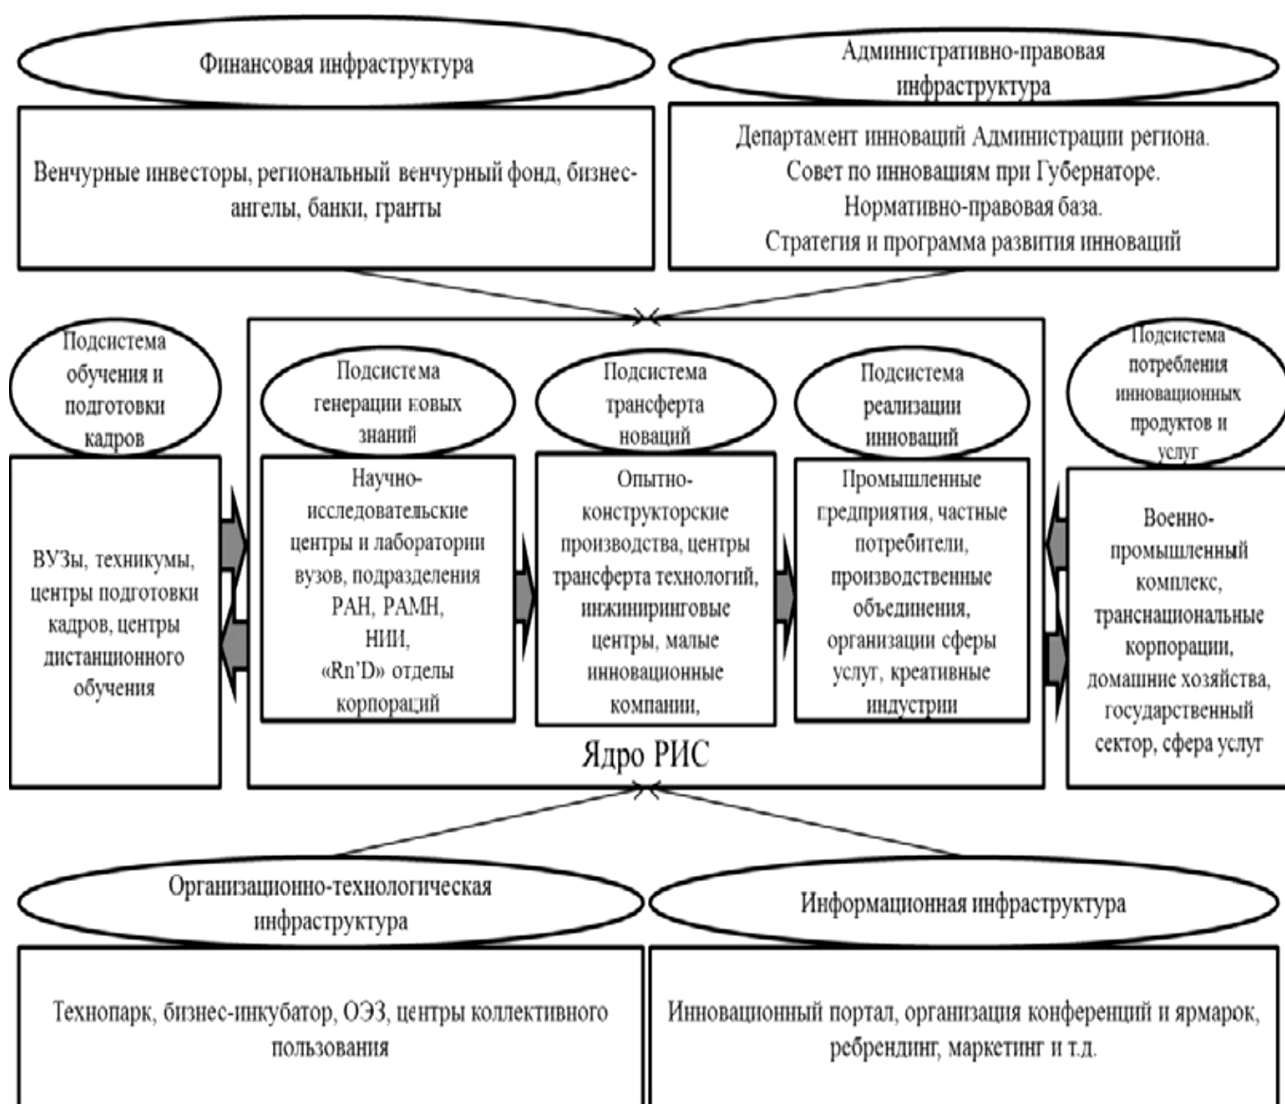 Финансовая инфраструктура
Административно-правовая
инфраструктура
Венчурные инвесторы, региональный венчурный фонд, бизнес-
ангелы, банки, гранты
Департамент инноваций Администрации региона.
Совет по инновациям при Губернаторе.
Нормативно-правовая база.
Стратегия и программа развития инноваций
Подсистема
обучения и
подготовки
кадров
ВУЗы, техникумы,
центры подготовки
кадров, центры
дистанционного
обучения
Подсистема
генерации новых
знаний
Научно-
исследовательские
центры и лаборатории
вузов, подразделения
РАН, РАМН,
НИИ,
«Rn’D» отделы
корпораций
Подсистема
трансферта
новаций
Опытно-
конструкторские
производства, центры
трансферта технологий,
инжиниринговые
центры, малые
инновационные
компании,
Подсистема
реализации
инноваций
Промышленные
предприятия, частные
потребители,
производственные
объединения,
организации сферы
услуг, креативные
индустрии
Ядро РИС
Подсистема
потребления
инновационных
продуктов и
услуг
Военно-
промышленный
комплекс,
транснациональные
корпорации,
домашние хозяйства,
государственный
сектор, сфера услуг
Организационно-технологическая
инфраструктура
Информационная инфраструктура
Технопарк, бизнес-инкубатор, ОЭЗ, центры коллективного
пользования
Инновационный портал, организация конференций и ярмарок,
ребрендинг, маркетинг и т.д.